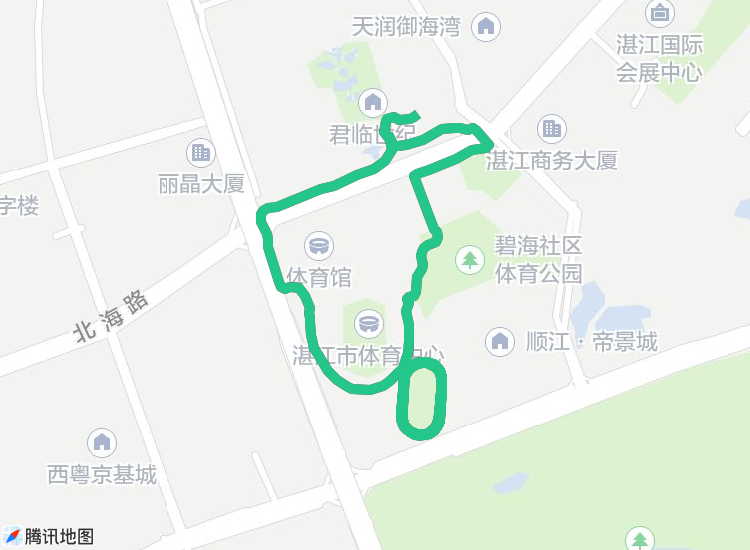 天润御海湾
湛江国际
会展中心
君临世纪
湛江商务大厦
丽晶大厦
字楼
碧海社区
体育公园
体育馆
北海路
湛江市体育中心
顺江·帝景城
西粤京基城
腾讯地图